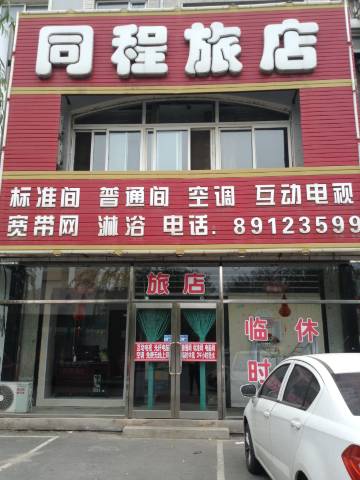 同程旅店
标准间 普通间 空调 互动电视
宽带网 淋浴 电话. 89123599
旅店
临休
时